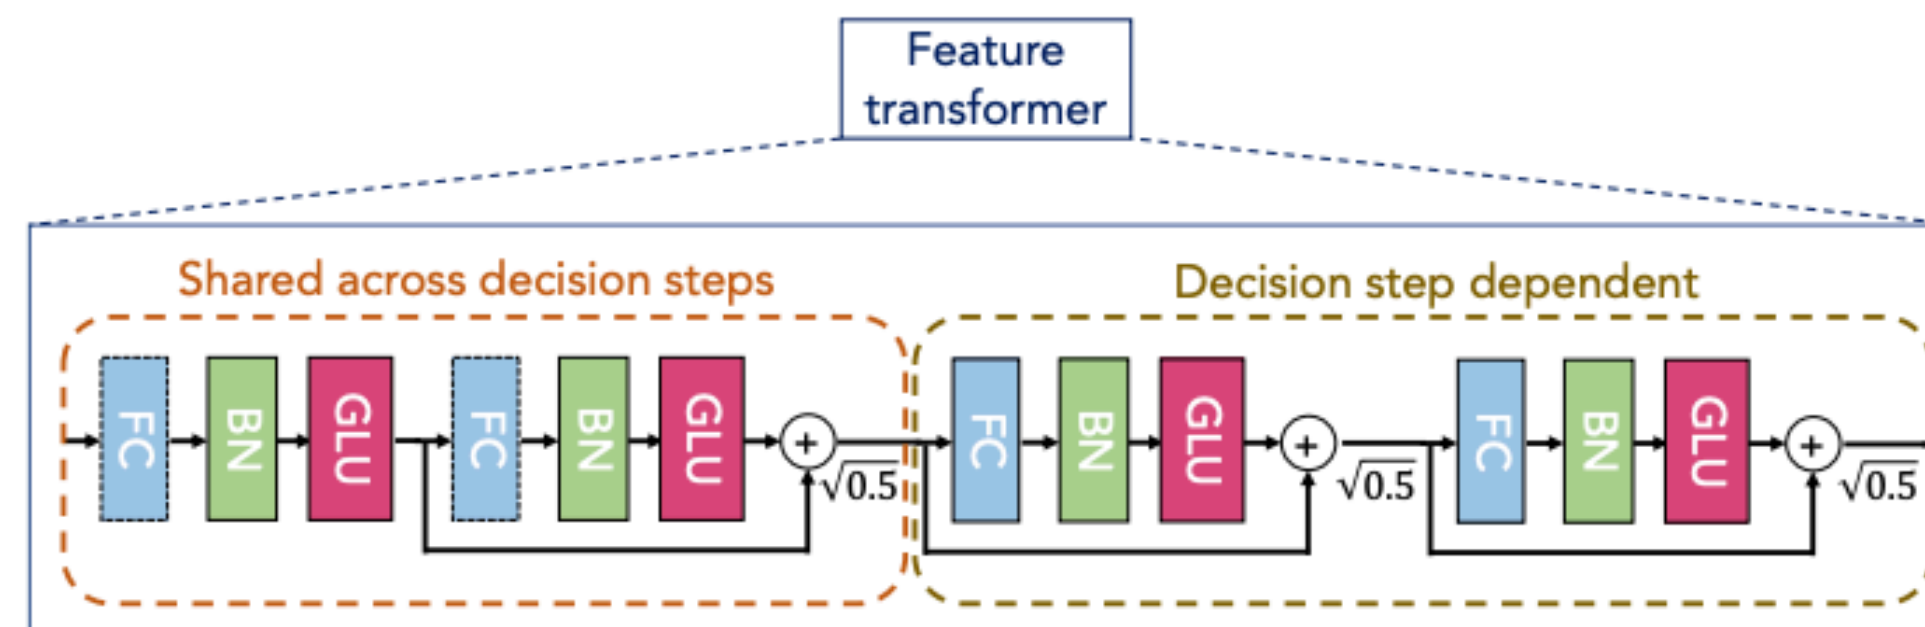 Feature
transformer
Shared across decision steps
Decision step dependent
FC
BN
GLU
FC
BN
GLU
+
√0.5
FC
BN
GLU
+
√0.5
FC
BN
GLU
+
√0.5